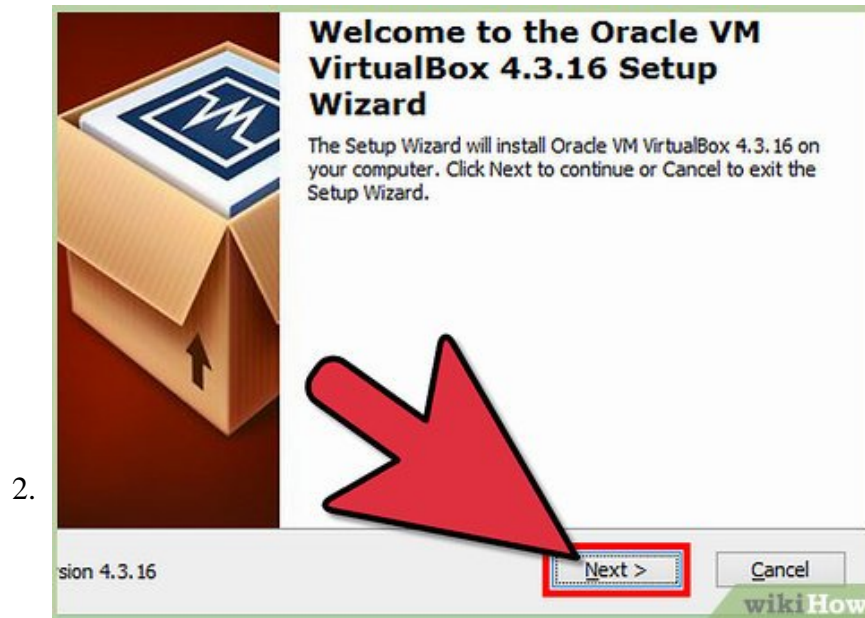 Welcome to the Oracle VM
VirtualBox 4.3.16 Setup
Wizard
The Setup Wizard will install Oracle VM VirtualBox 4.3.16 on
your computer. Click Next to continue or Cancel to exit the
Setup Wizard.
2.
sion 4.3.16
Next >
Cancel
wikiHow